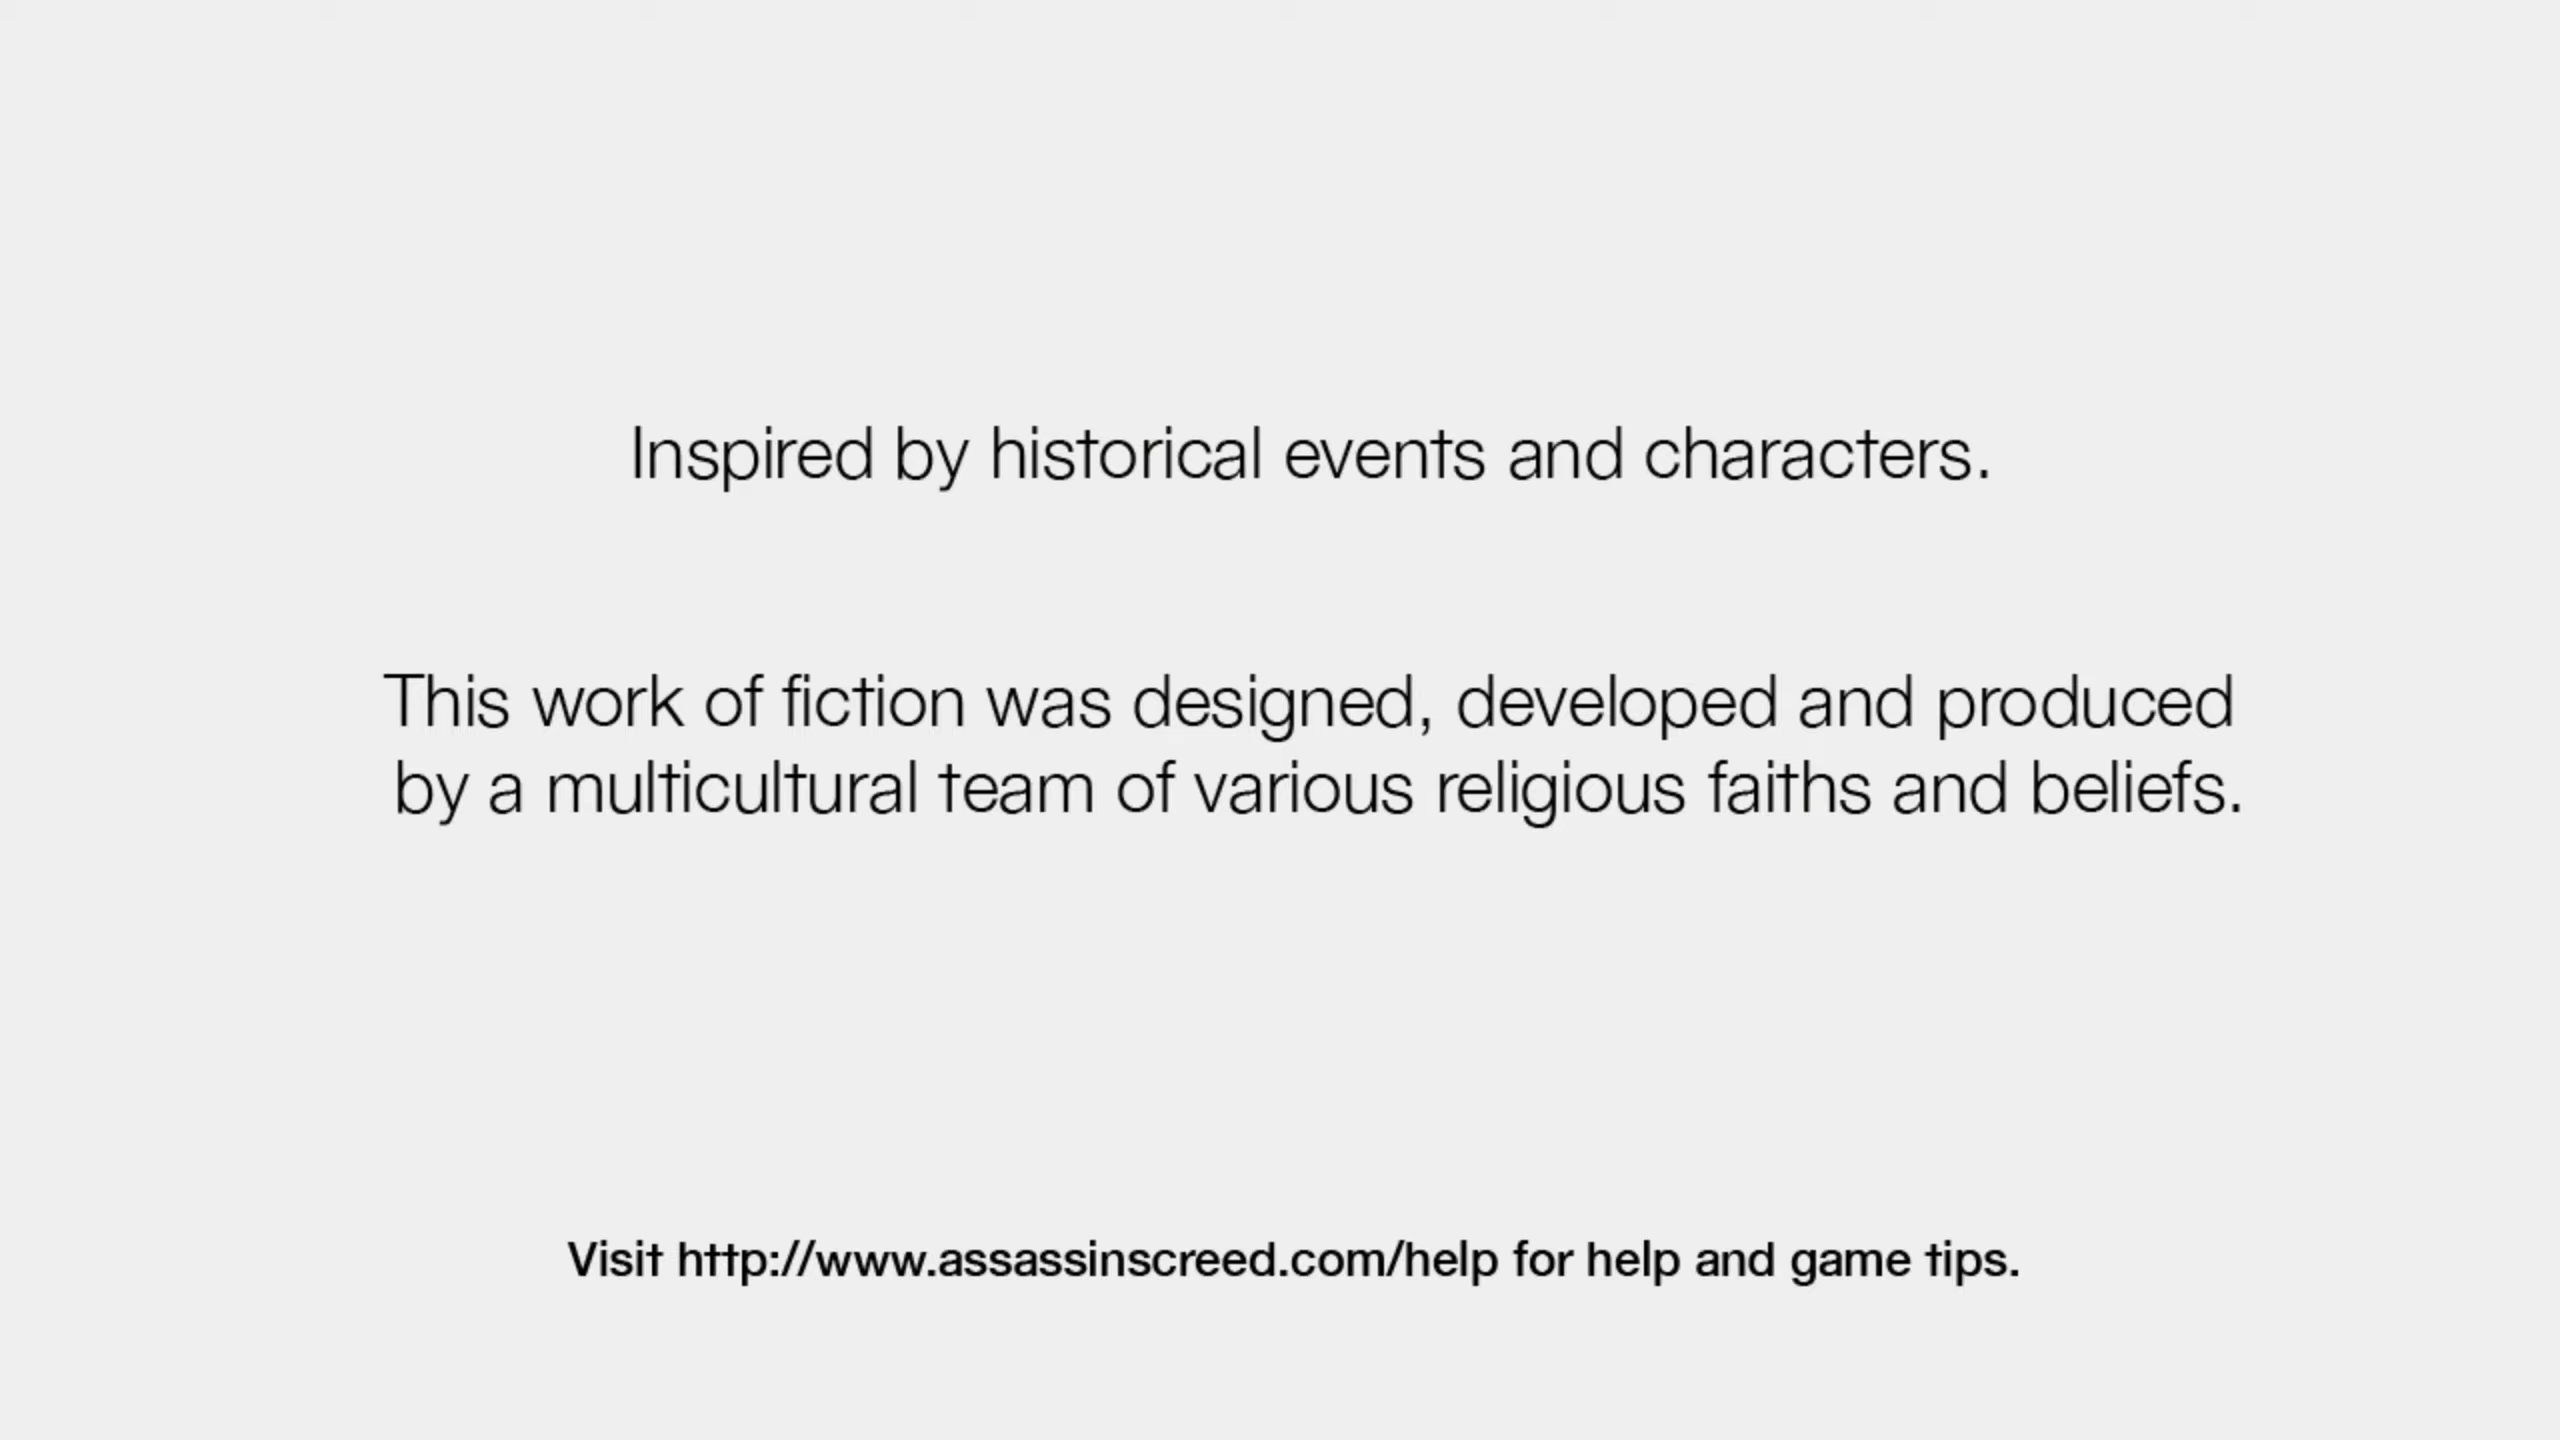 Inspired by historical events and characters.
This work of fiction was designed, developed and produced
by a multicultural team of various religious faiths and beliefs.
Visit http://www.assassinscreed.com/help for help and game tips.